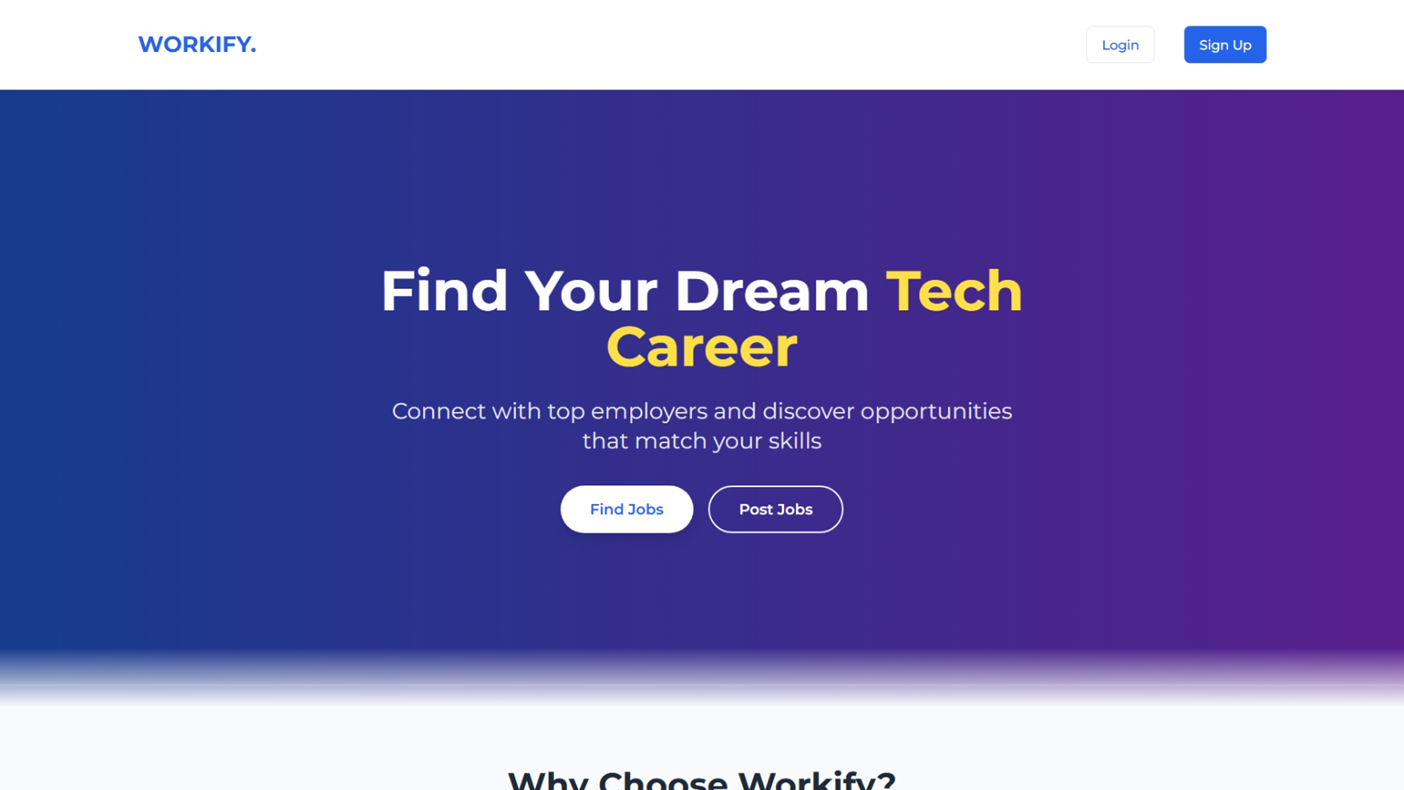 WORKIFY.
Login
Sign Up
Find Your Dream Tech
Career
Connect with top employers and discover opportunities
that match your skills
Find Jobs
Post Jobs
Why Choose Workify?